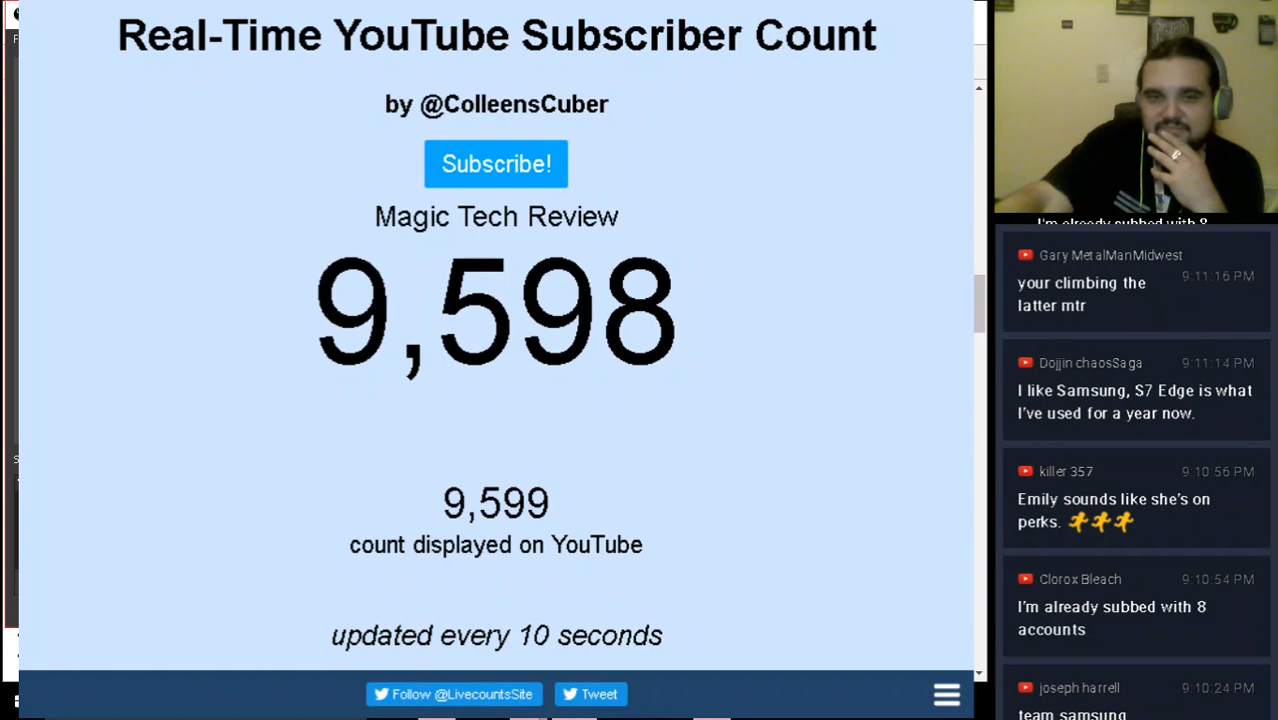 Real-Time YouTube Subscriber Count
by @ColleensCuber
Subscribe!
Magic Tech Review
9,598
9,599
count displayed on YouTube
updated every 10 seconds
Follow @LivecountsSite
Tweet
I'm already subbed with 8
Gary MetalManMidwest
9:11:16 PM
your climbing the
latter mtr
Dojjin chaosSaga
9:11:14 PM
I like Samsung, S7 Edge is what
I've used for a year now.
killer 357
9:10:56 PM
Emily sounds like she's on
perks.
Clorox Bleach
9:10:54 PM
I'm already subbed with 8
accounts
joseph harrell
9:10:24 PM
team samsung